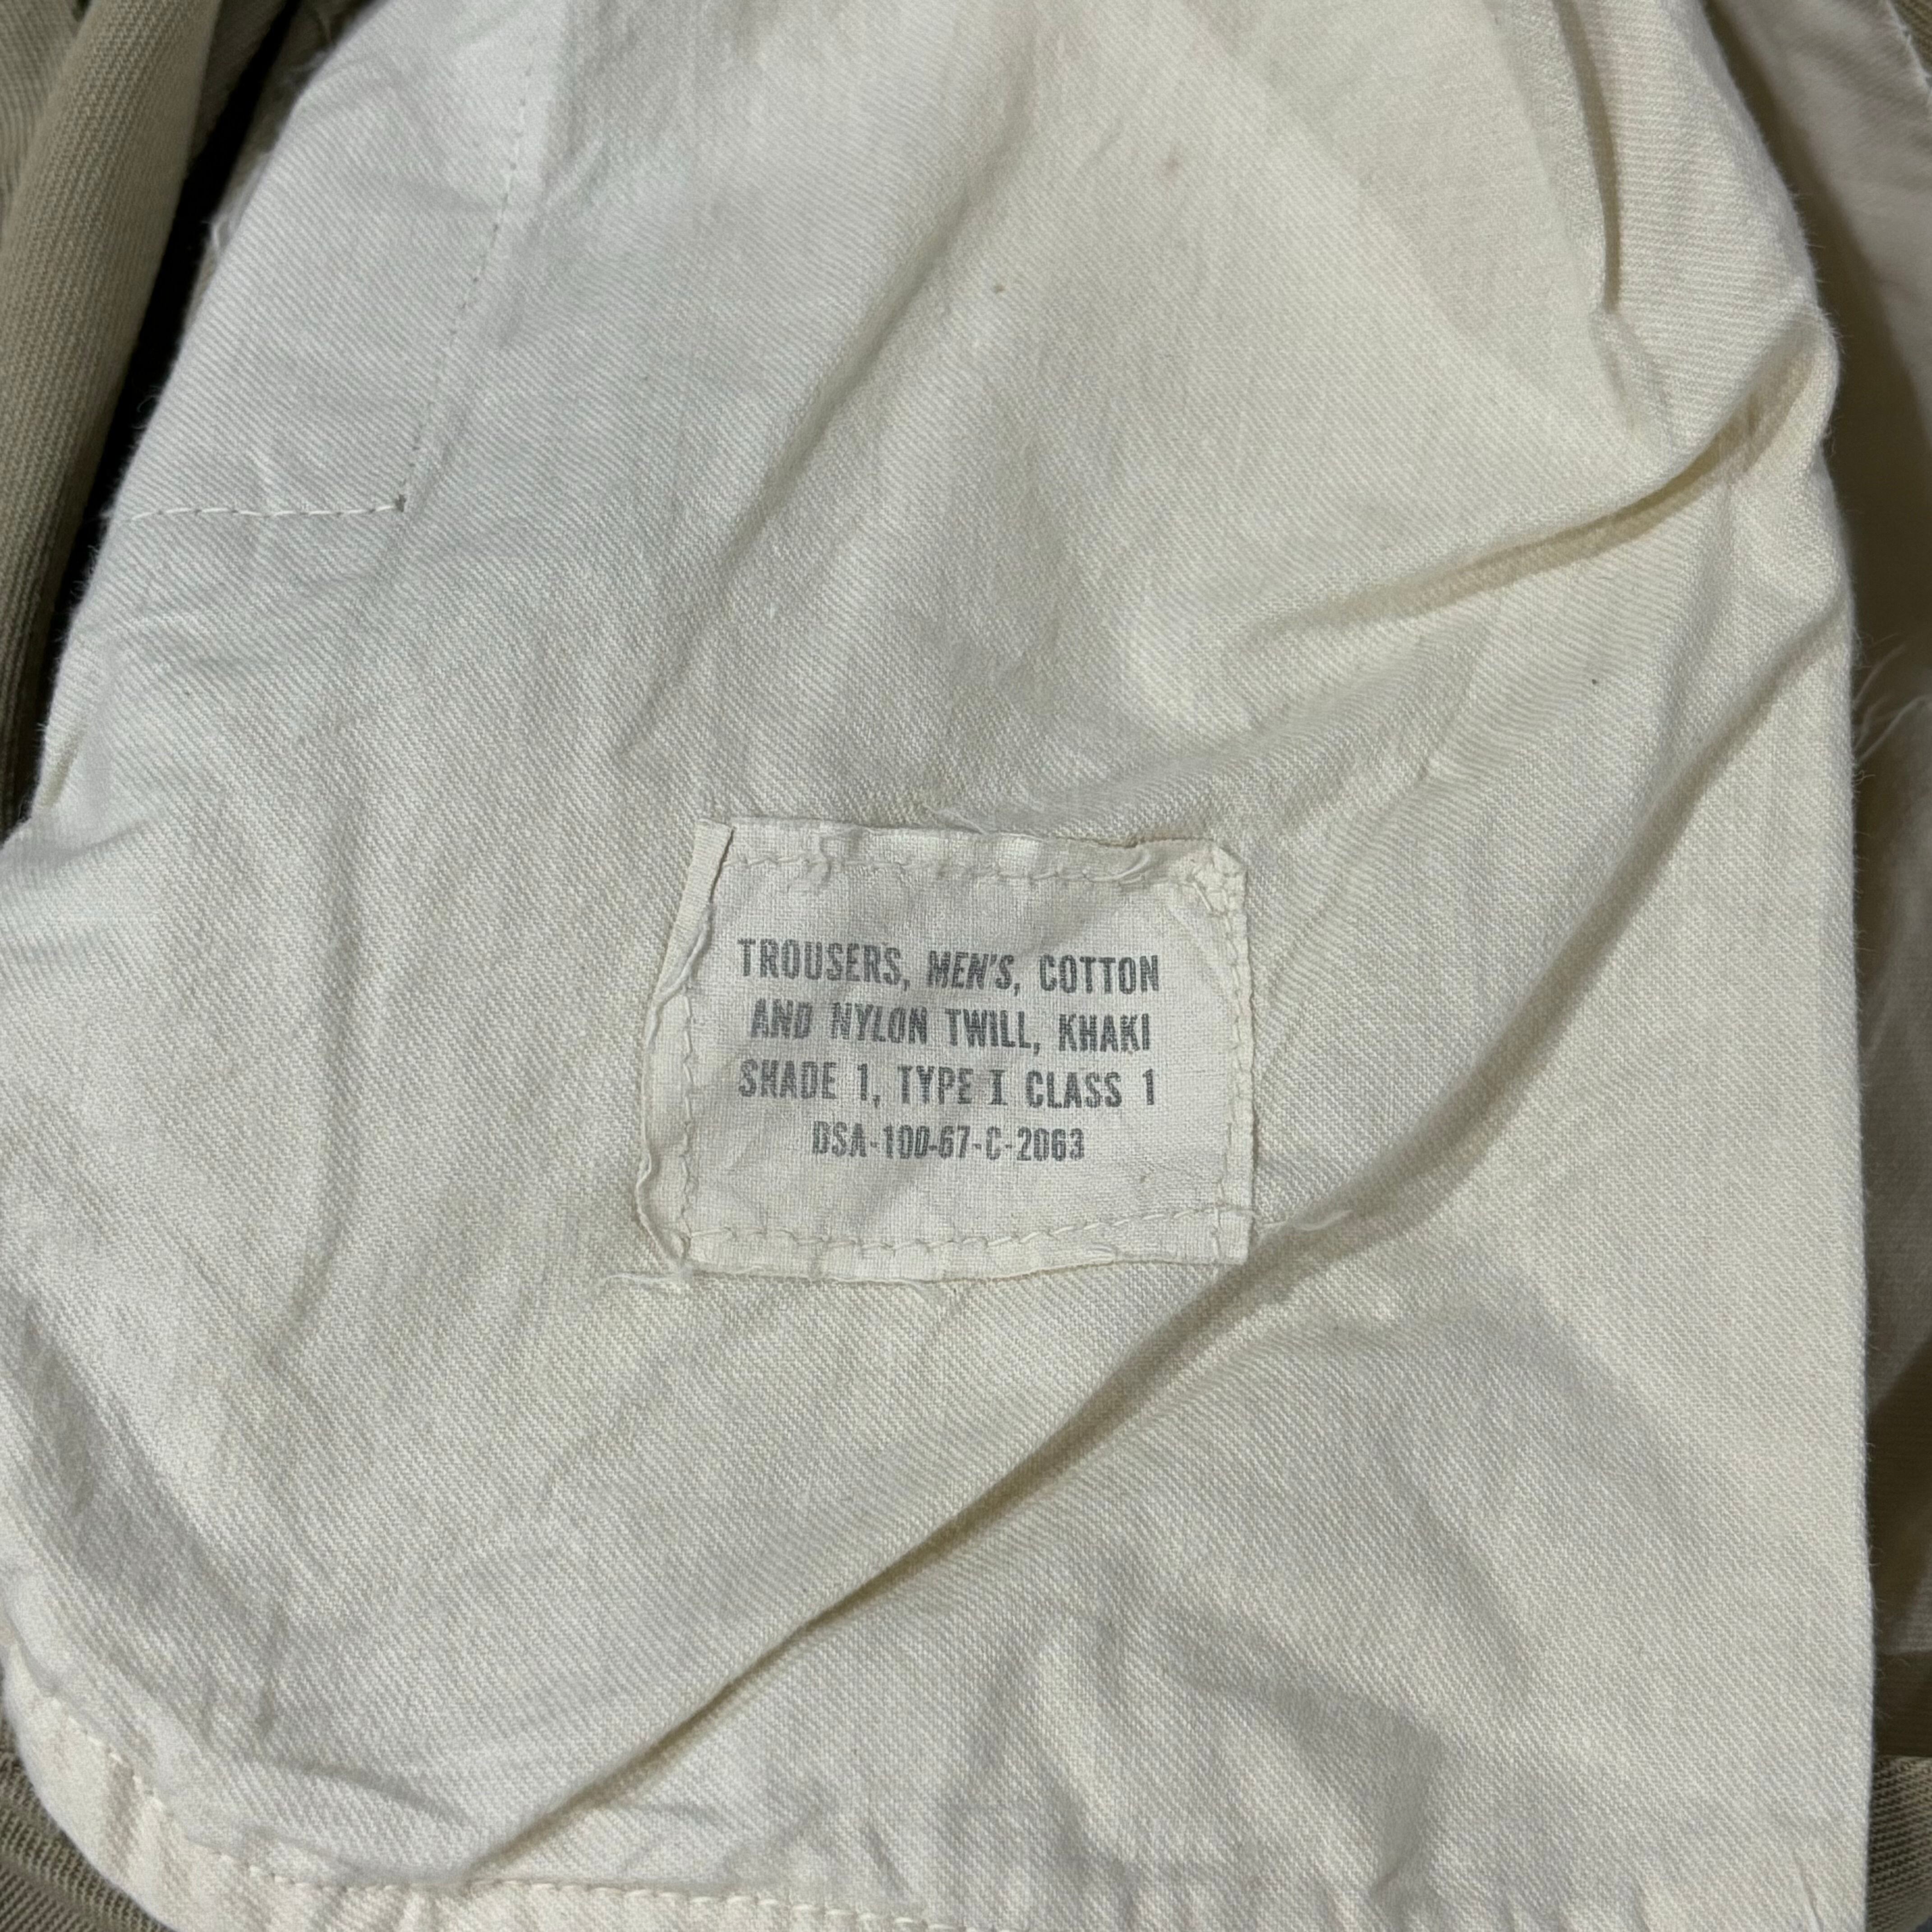 TROUSERS, MEN'S, COTTON
AND NYLON TWILL, KHAKI
SHADE 1, TYPE I CLASS 1
DSA-100-67-C-2063